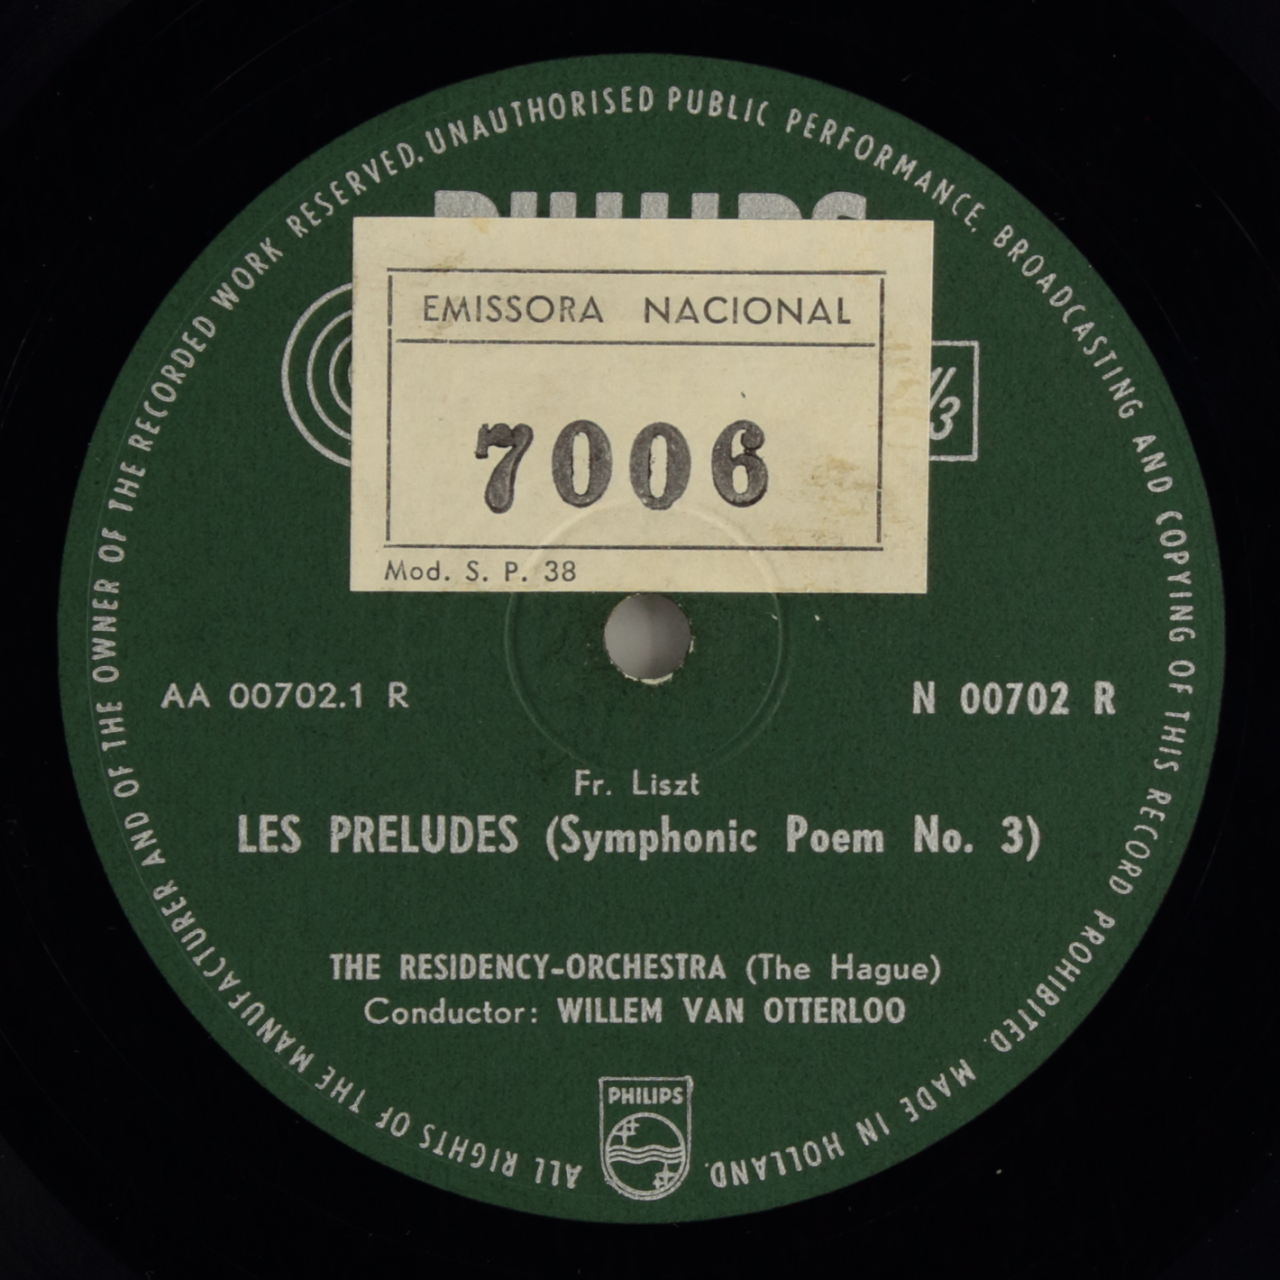 ALL RIGHTS OF THE MANUFACTURER AND OF THE OWNER OF THE RECORDED WORK RESERVED. UNAUTHORISED PUBLIC PERFORMANCE, BROADCASTING AND COPYING OF THIS RECORD PROHIBITED. MADE IN HOLLAND.
PHILIPS
EMISSORA NACIONAL
7006
Mod. S. P. 38
AA 00702.1 R
N 00702 R
Fr. Liszt
LES PRELUDES (Symphonic Poem No. 3)
THE RESIDENCY-ORCHESTRA (The Hague)
Conductor: WILLEM VAN OTTERLOO
PHILIPS